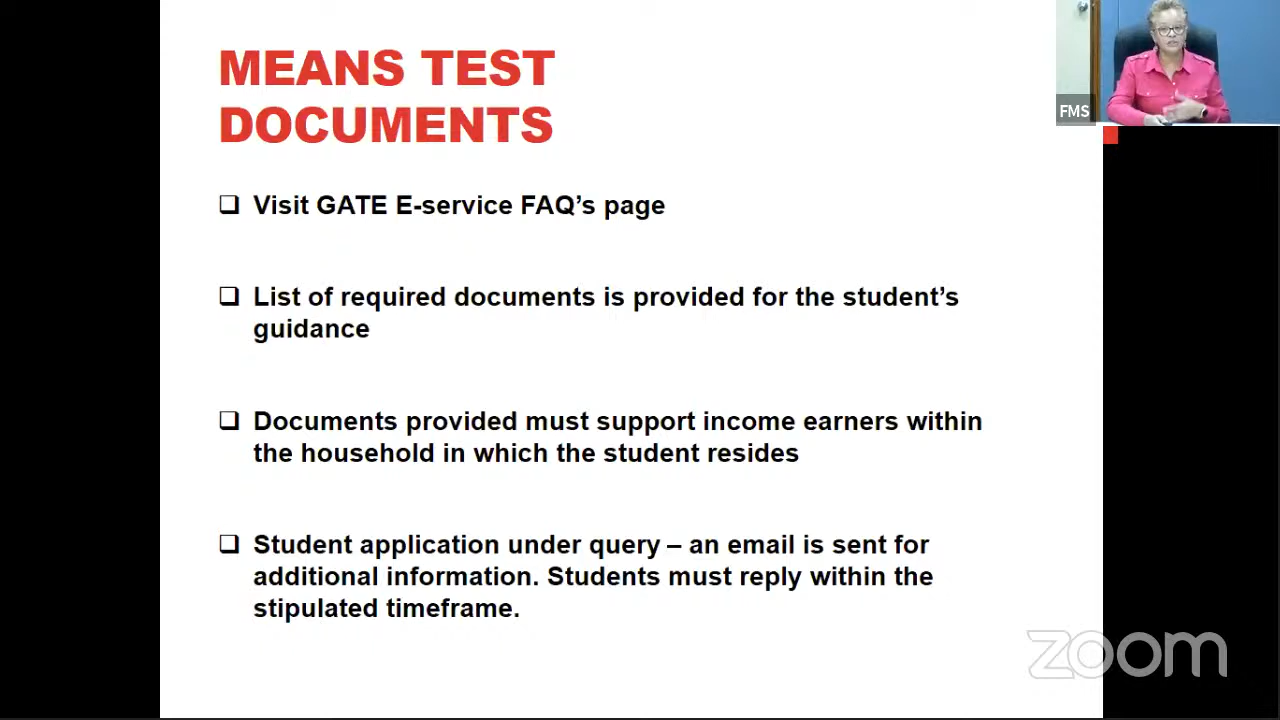 MEANS TEST
DOCUMENTS
Visit GATE E-service FAQ’s page
List of required documents is provided for the student’s
guidance
Documents provided must support income earners within
the household in which the student resides
Student application under query – an email is sent for
additional information. Students must reply within the
stipulated timeframe.
FMS
zoom